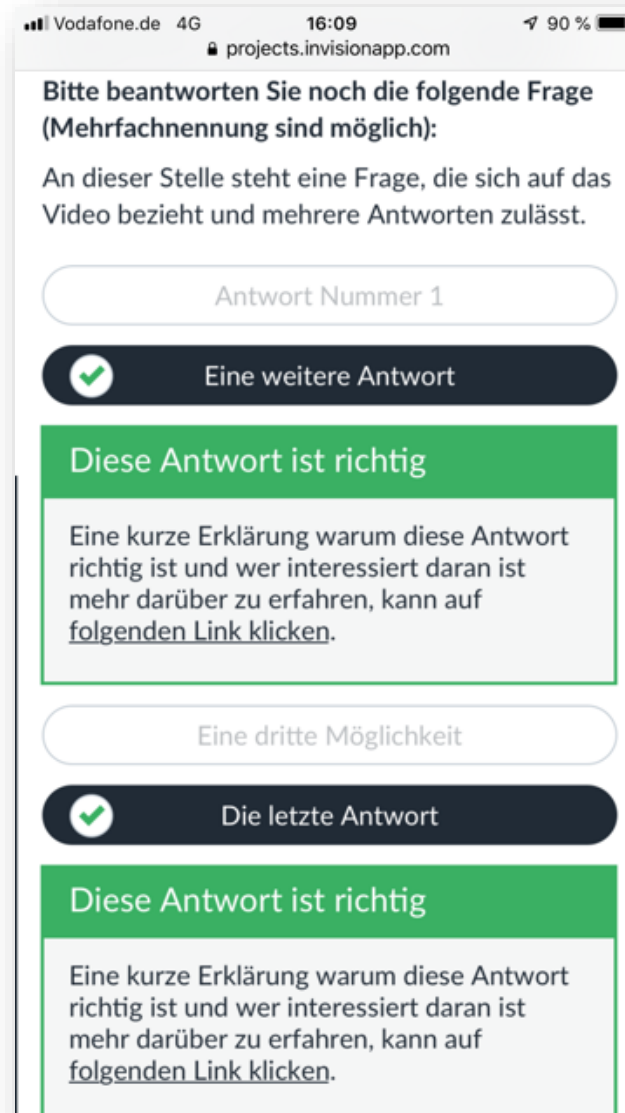 Vodafone.de 4G 16:09 90 %
projects.invisionapp.com
Bitte beantworten Sie noch die folgende Frage
(Mehrfachnennung sind möglich):
An dieser Stelle steht eine Frage, die sich auf das
Video bezieht und mehrere Antworten zulässt.
Antwort Nummer 1
Eine weitere Antwort
Diese Antwort ist richtig
Eine kurze Erklärung warum diese Antwort
richtig ist und wer interessiert daran ist
mehr darüber zu erfahren, kann auf
folgenden Link klicken.
Eine dritte Möglichkeit
Die letzte Antwort
Diese Antwort ist richtig
Eine kurze Erklärung warum diese Antwort
richtig ist und wer interessiert daran ist
mehr darüber zu erfahren, kann auf
folgenden Link klicken.